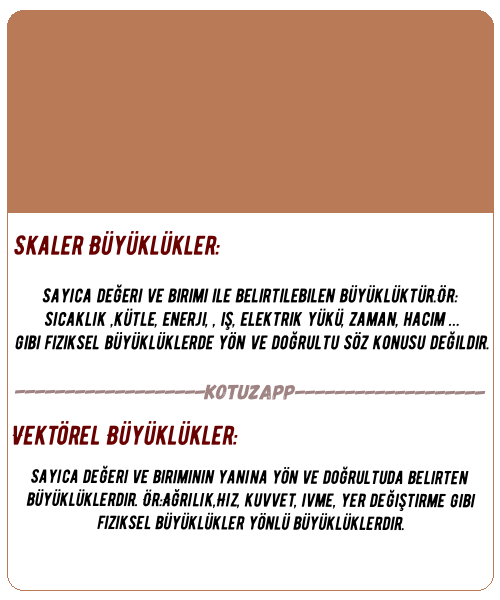 SKALER BÜYÜKLÜKLER:
SAYICA DEĞERI VE BIRIMI ILE BELIRTILEBILEN BÜYÜKLÜKTÜR.ÖR:
SICAKLIK ,KÜTLE, ENERJI, , IŞ, ELEKTRIK YÜKÜ, ZAMAN, HACIM ...
GIBI FIZIKSEL BÜYÜKLÜKLERDE YÖN VE DOĞRULTU SÖZ KONUSU DEĞILDIR.
--------------------KOTUZAPP--------------------
VEKTÖREL BÜYÜKLÜKLER:
SAYICA DEĞERI VE BIRIMININ YANINA YÖN VE DOĞRULTUDA BELIRTEN
BÜYÜKLÜKLERDIR. ÖR:AĞRILIK,HIZ, KUVVET, IVME, YER DEĞIŞTIRME GIBI
FIZIKSEL BÜYÜKLÜKLER YÖNLÜ BÜYÜKLÜKLERDIR.